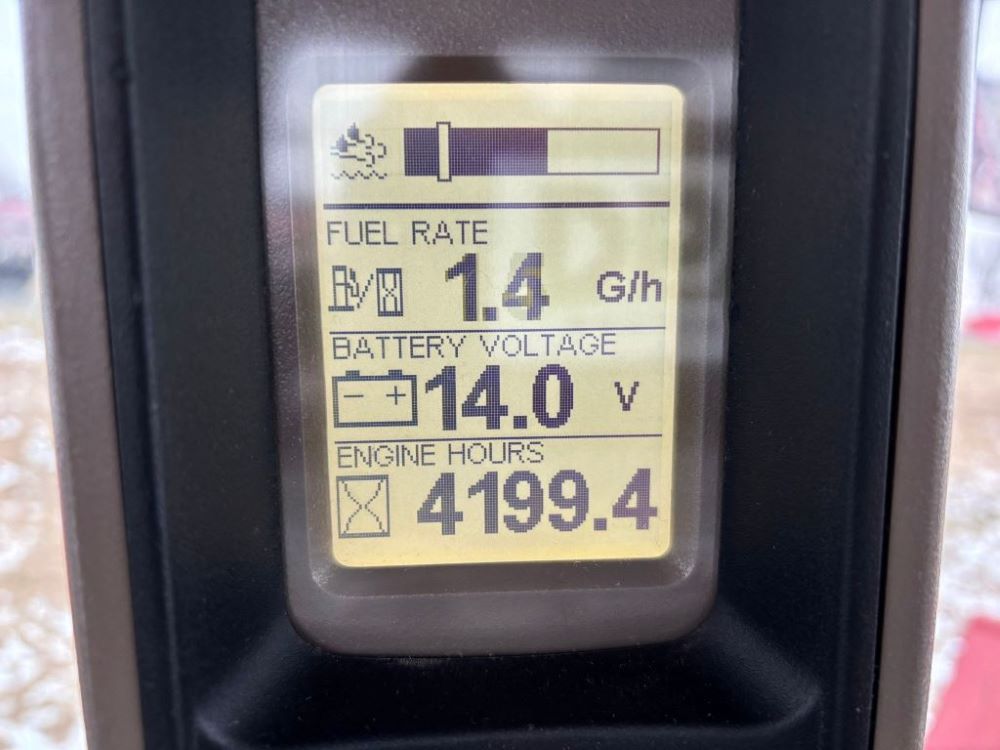 FUEL RATE
1.4 G/h
BATTERY VOLTAGE
- + 14.0 V
ENGINE HOURS
4199.4